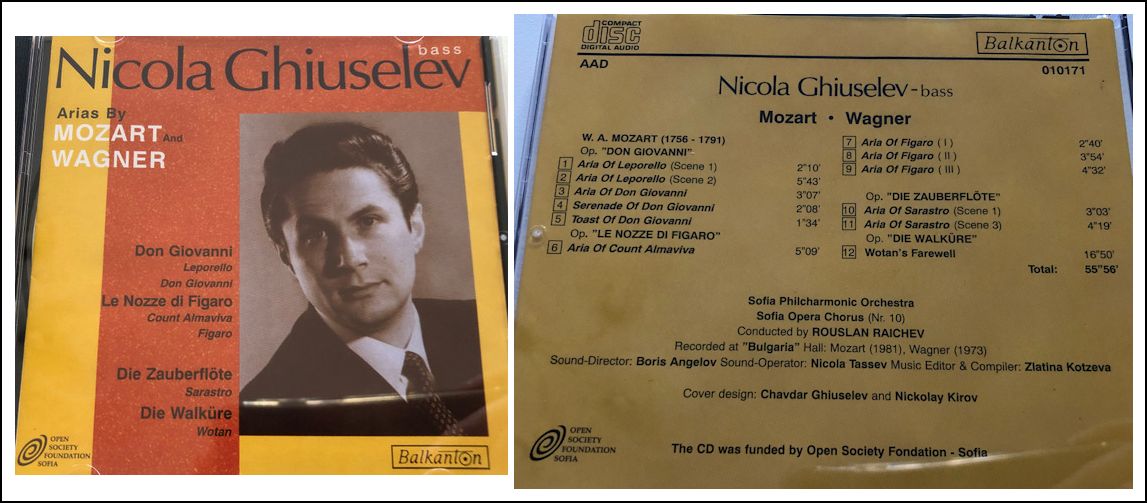 bass
Nicola Ghiuselev
Arias By
MOZART And
WAGNER
Don Giovanni
Leporello
Don Giovanni
Le Nozze di Figaro
Count Almaviva
Figaro
Die Zauberflöte
Sarastro
Die Walküre
Wotan
OPEN
SOCIETY
FOUNDATION
SOFIA
Balkanton
COMPACT
disc
DIGITAL AUDIO
AAD
Balkanton
010171
Nicola Ghiuselev - bass
Mozart • Wagner
W. A. MOZART (1756 - 1791)
Op. "DON GIOVANNI"
1 Aria Of Leporello (Scene 1) 2"10'
2 Aria Of Leporello (Scene 2) 5"43'
3 Aria Of Don Giovanni 3"07'
4 Serenade Of Don Giovanni 2"08'
5 Toast Of Don Giovanni 1"34'
Op. "LE NOZZE DI FIGARO"
6 Aria Of Count Almaviva 5"09'
7 Aria Of Figaro ( I ) 2"40'
8 Aria Of Figaro ( II ) 3"54'
9 Aria Of Figaro ( III ) 4"32'
Op. "DIE ZAUBERFLÖTE"
10 Aria Of Sarastro (Scene 1) 3"03'
11 Aria Of Sarastro (Scene 3) 4"19'
Op. "DIE WALKÜRE"
12 Wotan's Farewell 16"50'
Total: 55"56'
Sofia Philharmonic Orchestra
Sofia Opera Chorus (Nr. 10)
Conducted by ROUSLAN RAICHEV
Recorded at "Bulgaria" Hall: Mozart (1981), Wagner (1973)
Sound-Director: Boris Angelov Sound-Operator: Nicola Tassev Music Editor & Compiler: Zlatina Kotzeva
Cover design: Chavdar Ghiuselev and Nickolay Kirov
OPEN
SOCIETY
FOUNDATION
SOFIA
The CD was funded by Open Society Fondation - Sofia